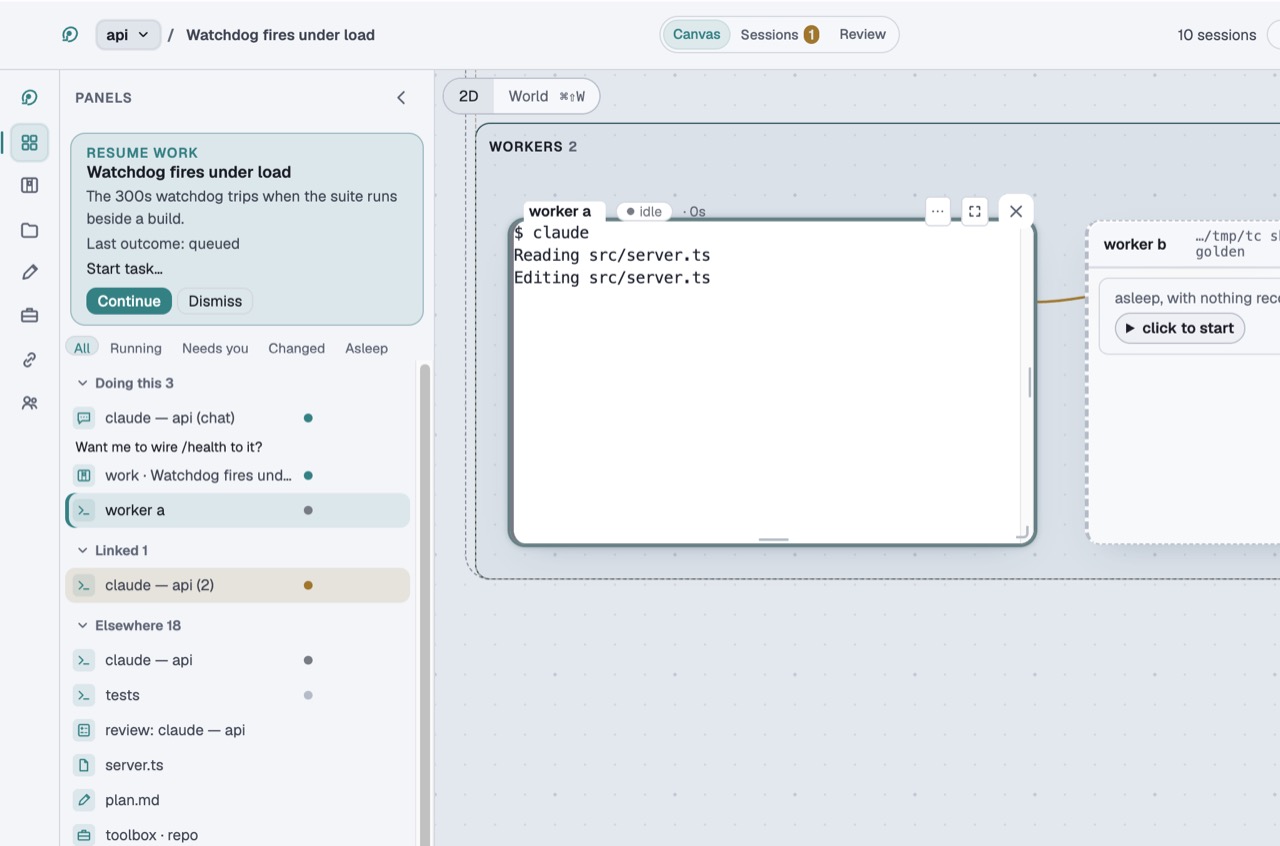 api / Watchdog fires under load
Canvas Sessions 1 Review
10 sessions
PANELS
RESUME WORK
Watchdog fires under load
The 300s watchdog trips when the suite runs
beside a build.
Last outcome: queued
Start task…
Continue Dismiss
All Running Needs you Changed Asleep
Doing this 3
claude — api (chat)
Want me to wire /health to it?
work · Watchdog fires und…
worker a
Linked 1
claude — api (2)
Elsewhere 18
claude — api
tests
review: claude — api
server.ts
plan.md
toolbox · repo
2D World ⌘⇧W
WORKERS 2
worker a idle · 0s
$ claude
Reading src/server.ts
Editing src/server.ts
worker b
…/tmp/tc
golden
asleep, with nothing
click to start